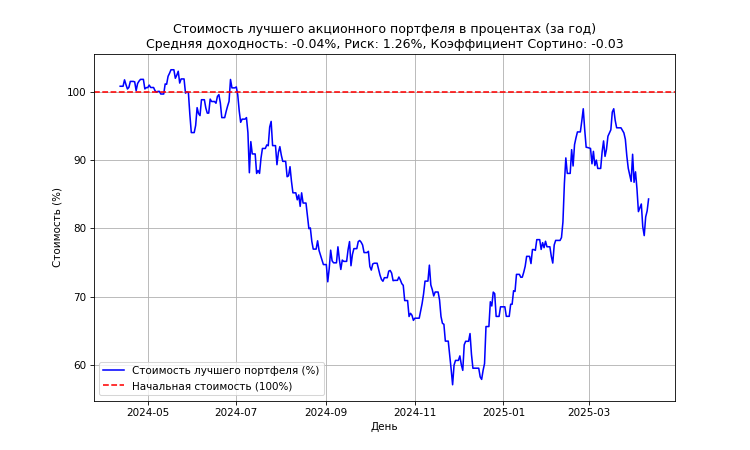 Стоимость лучшего акционного портфеля в процентах (за год)
Средняя доходность: -0.04%, Риск: 1.26%, Коэффициент Сортино: -0.03
Стоимость (%)
100
90
80
70
60
Стоимость лучшего портфеля (%)
Начальная стоимость (100%)
2024-05 2024-07 2024-09 2024-11 2025-01 2025-03
День